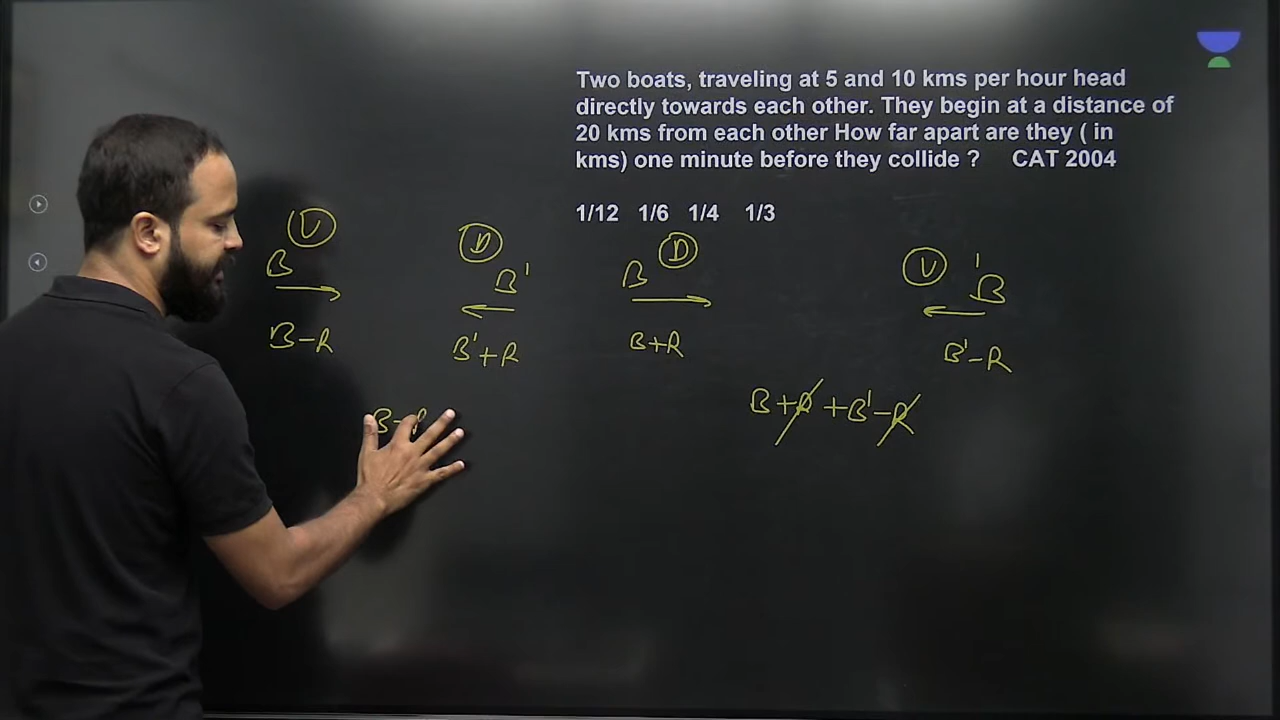 Two boats, traveling at 5 and 10 kms per hour head
directly towards each other. They begin at a distance of
20 kms from each other How far apart are they ( in
kms) one minute before they collide ? CAT 2004
1/12 1/6 1/4 1/3
U D D U
B B' B 'B
B-R B'+R B+R B'-R
B+R+B'-R
B-